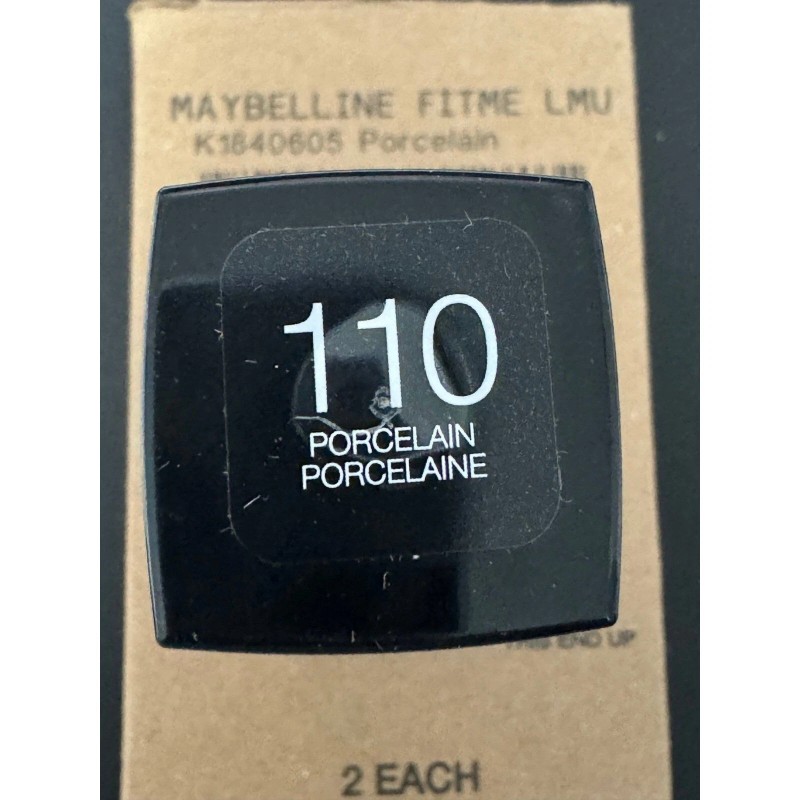 MAYBELLINE FITME LMU
K1840605 Porcelain
110
PORCELAIN
PORCELAINE
THIS END UP
2 EACH